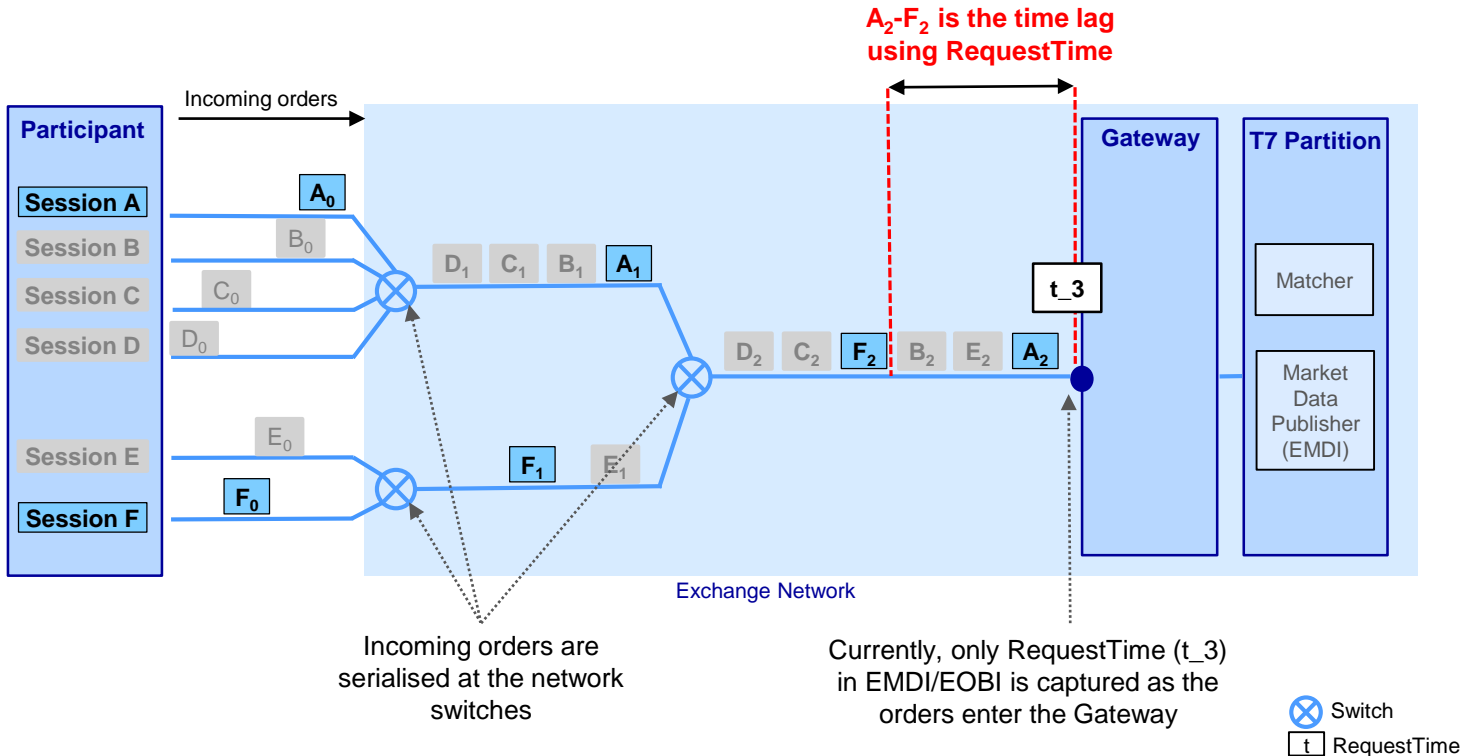 A₂-F₂ is the time lag
using RequestTime
Incoming orders
Participant
Gateway
T7 Partition
Session A
A₀
Session B
B₀
Session C
C₀
Session D
D₀
D₁ C₁ B₁ A₁
t_3
Matcher
D₂ C₂ F₂ B₂ E₂ A₂
Market
Data
Publisher
(EMDI)
Session E
E₀
F₁ E₁
Session F
F₀
Exchange Network
Incoming orders are
serialised at the network
switches
Currently, only RequestTime (t_3)
in EMDI/EOBI is captured as the
orders enter the Gateway
Switch
t RequestTime